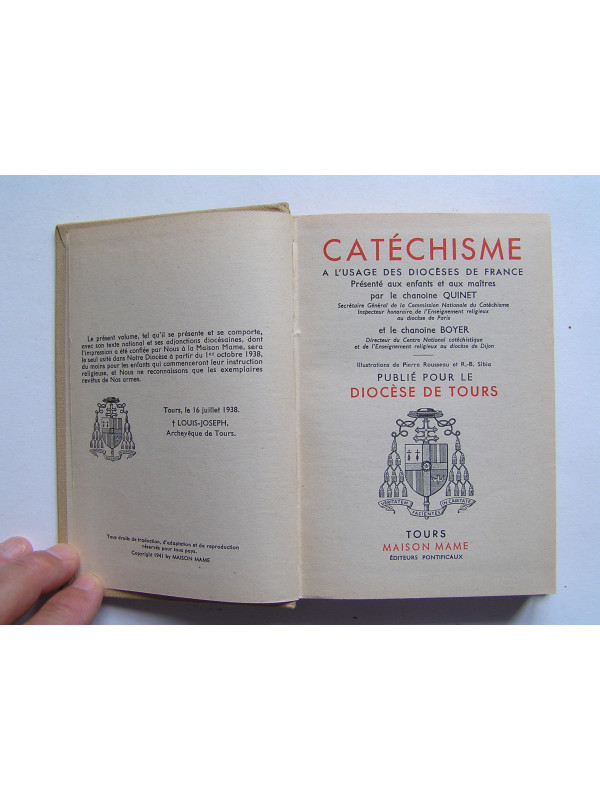 Le présent volume, tel qu'il se présente et se comporte,
avec son texte national et ses adjonctions diocésaines, dont
l'impression a été confiée par Nous à la Maison Mame, sera
le seul usité dans Notre Diocèse à partir du 1er octobre 1938,
du moins pour les enfants qui commenceront leur instruction
religieuse, et Nous ne reconnaissons que les exemplaires
revêtus de Nos armes.
Tours, le 16 juillet 1938.
† LOUIS-JOSEPH,
Archevêque de Tours.
Tous droits de traduction, d'adaptation et de reproduction
réservés pour tous pays.
Copyright 1941 by MAISON MAME
CATÉCHISME
A L'USAGE DES DIOCÈSES DE FRANCE
Présenté aux enfants et aux maîtres
par le chanoine QUINET
Secrétaire Général de la Commission Nationale du Catéchisme
Inspecteur honoraire de l'Enseignement religieux
au diocèse de Paris
et le chanoine BOYER
Directeur du Centre National catéchistique
et de l'Enseignement religieux au diocèse de Dijon
Illustrations de Pierre Rousseau et R.-B. Sibia
PUBLIÉ POUR LE
DIOCÈSE DE TOURS
VERITATEM FACIENTES IN CARITATE
TOURS
MAISON MAME
ÉDITEURS PONTIFICAUX